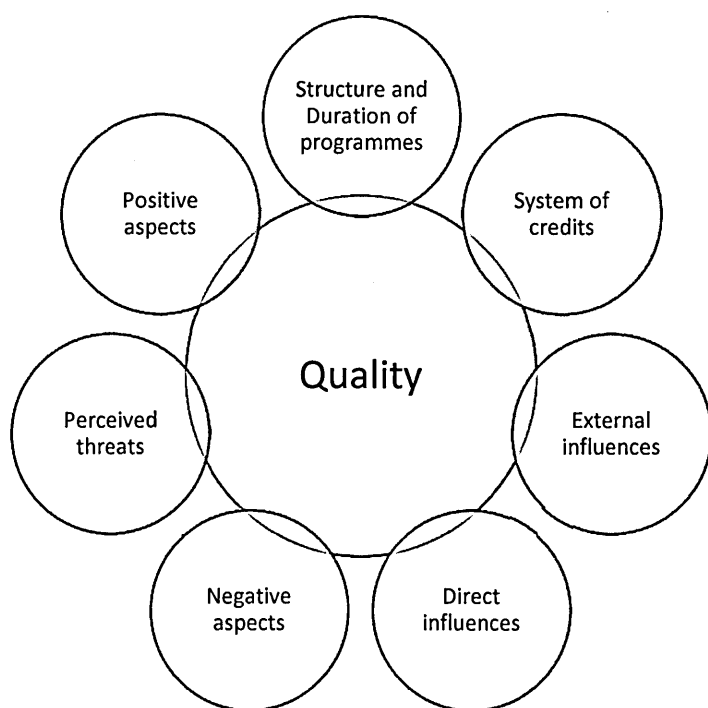 Structure and
Duration of
programmes
Positive
aspects
System of
credits
Quality
Perceived
threats
External
influences
Negative
aspects
Direct
influences